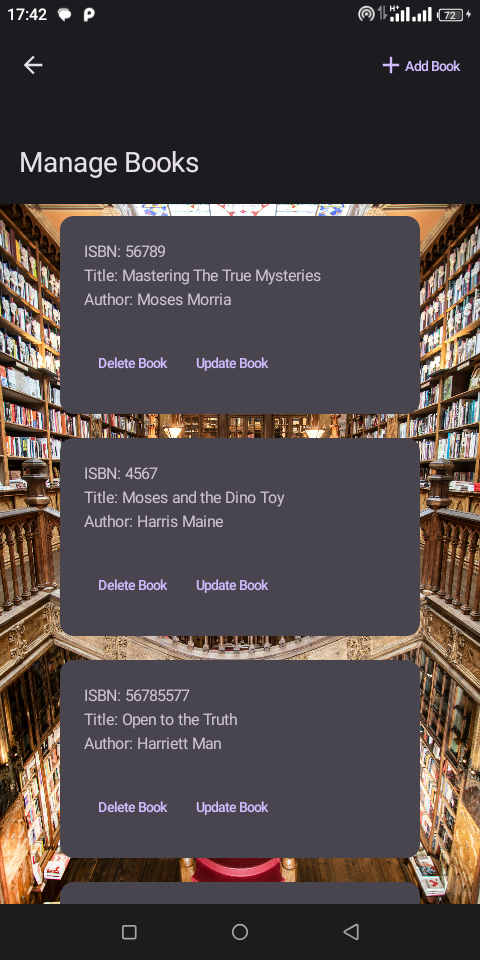 17:42
H+
72
Add Book
Manage Books
ISBN: 56789
Title: Mastering The True Mysteries
Author: Moses Morria
Delete Book Update Book
ISBN: 4567
Title: Moses and the Dino Toy
Author: Harris Maine
Delete Book Update Book
ISBN: 56785577
Title: Open to the Truth
Author: Harriett Man
Delete Book Update Book